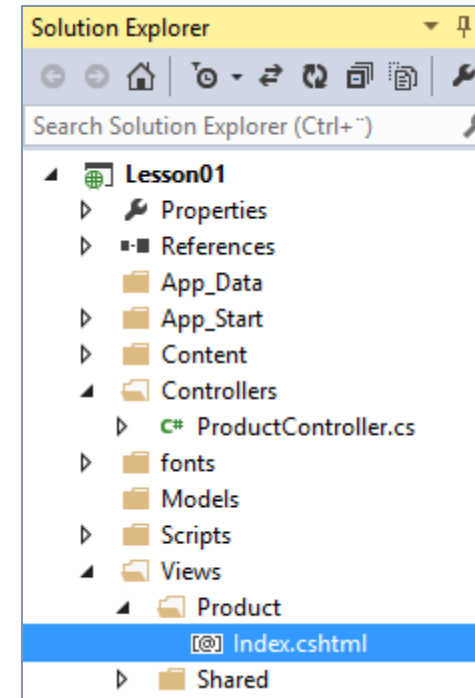 Solution Explorer
Search Solution Explorer (Ctrl+¨)
Lesson01
Properties
References
App_Data
App_Start
Content
Controllers
C# ProductController.cs
fonts
Models
Scripts
Views
Product
[@] Index.cshtml
Shared